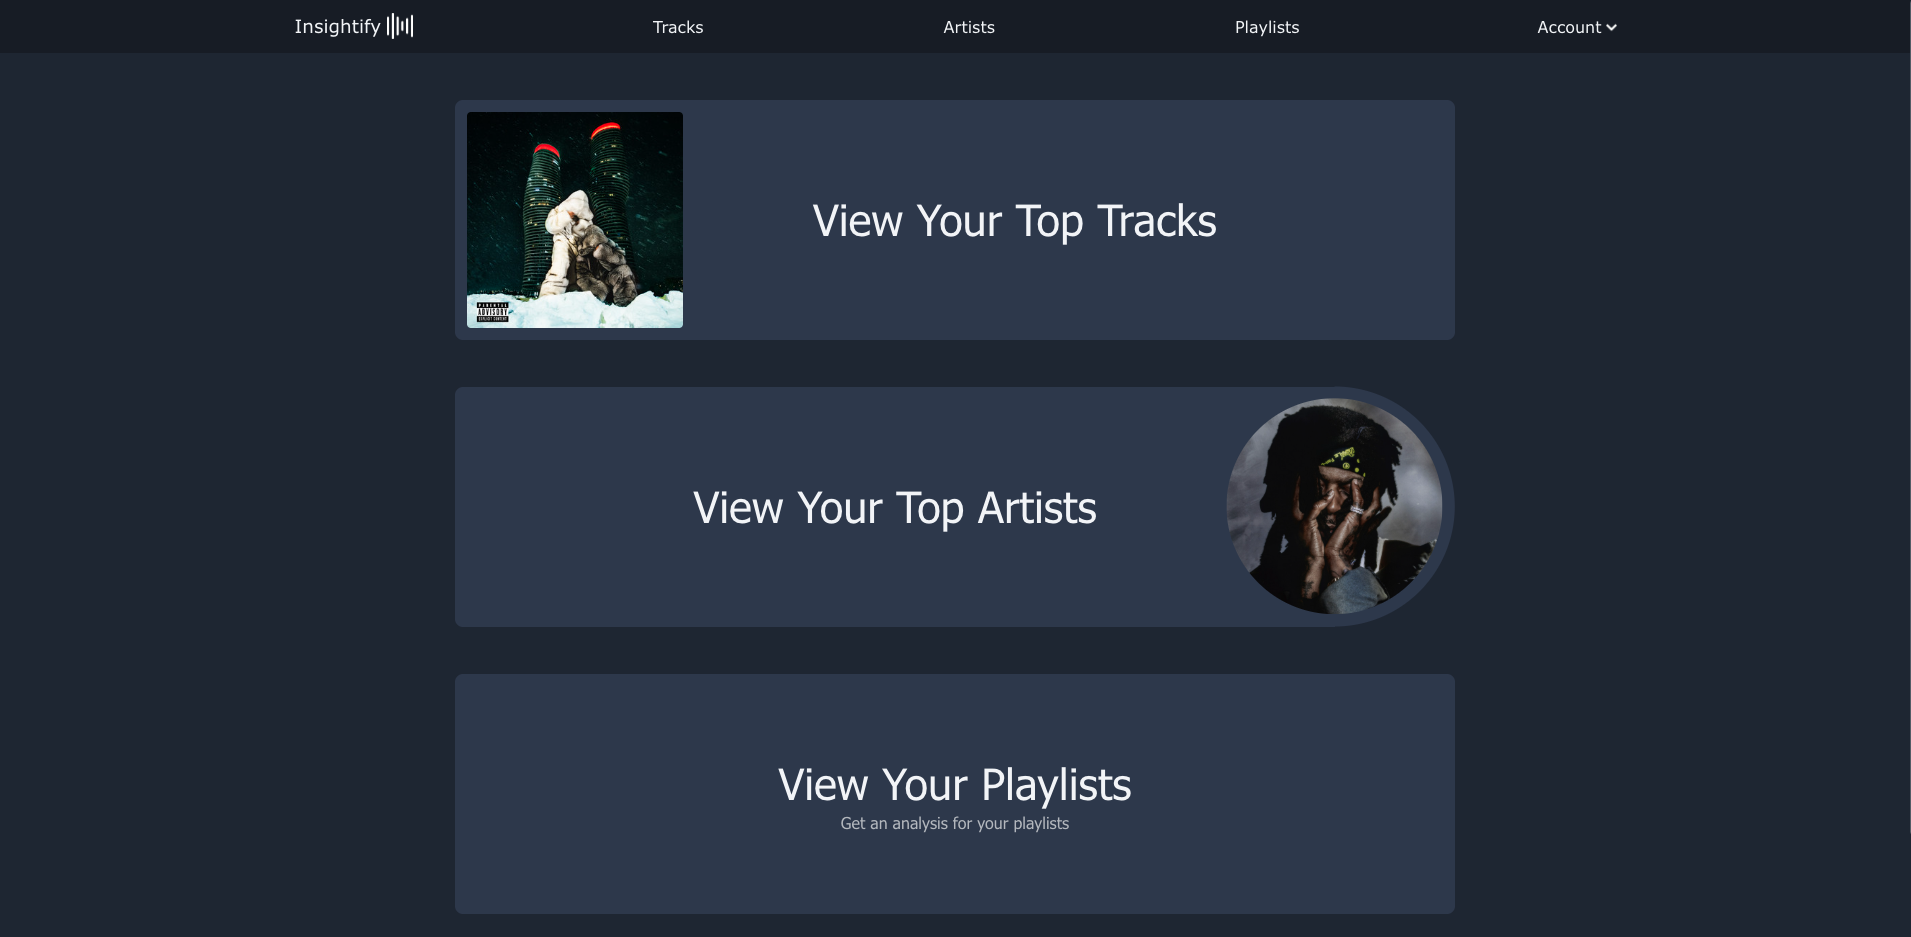 Insightify
Tracks
Artists
Playlists
Account
View Your Top Tracks
PARENTAL
ADVISORY
EXPLICIT CONTENT
View Your Top Artists
View Your Playlists
Get an analysis for your playlists